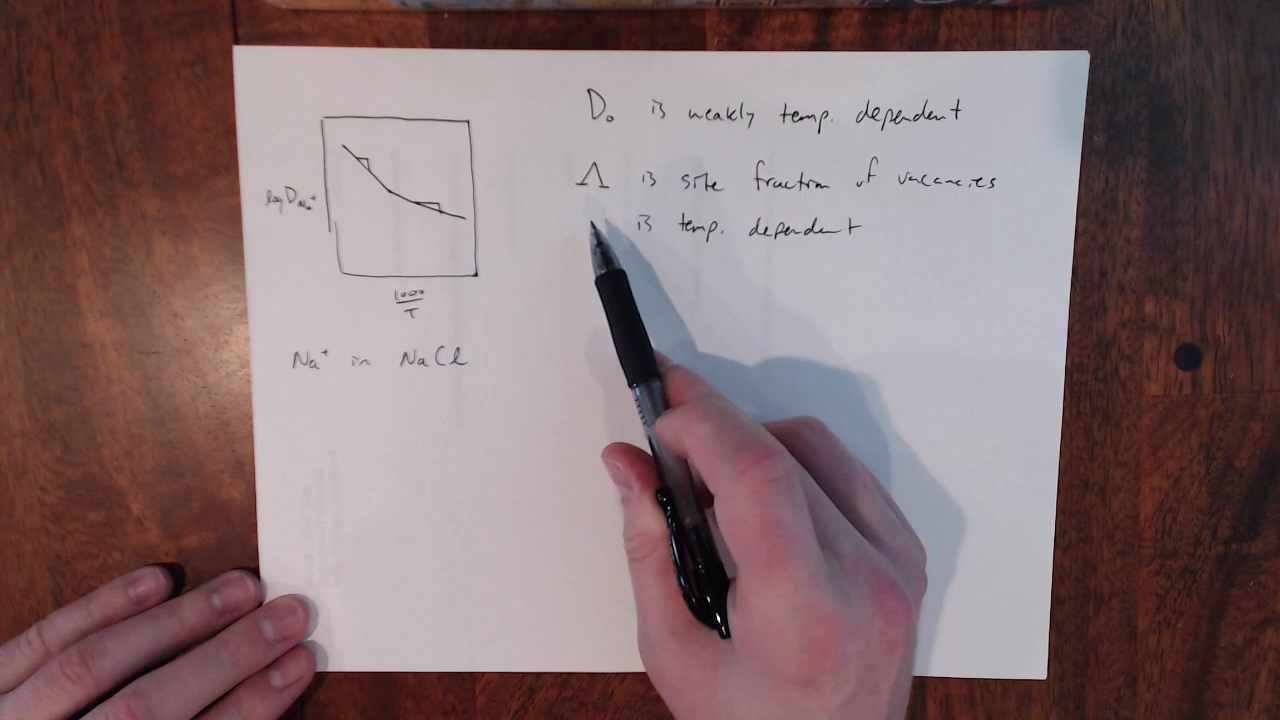 log D_Na+
1000
T
Na+ in NaCl
D₀ is weakly temp. dependent
Λ is site fraction of vacancies
is temp. dependent